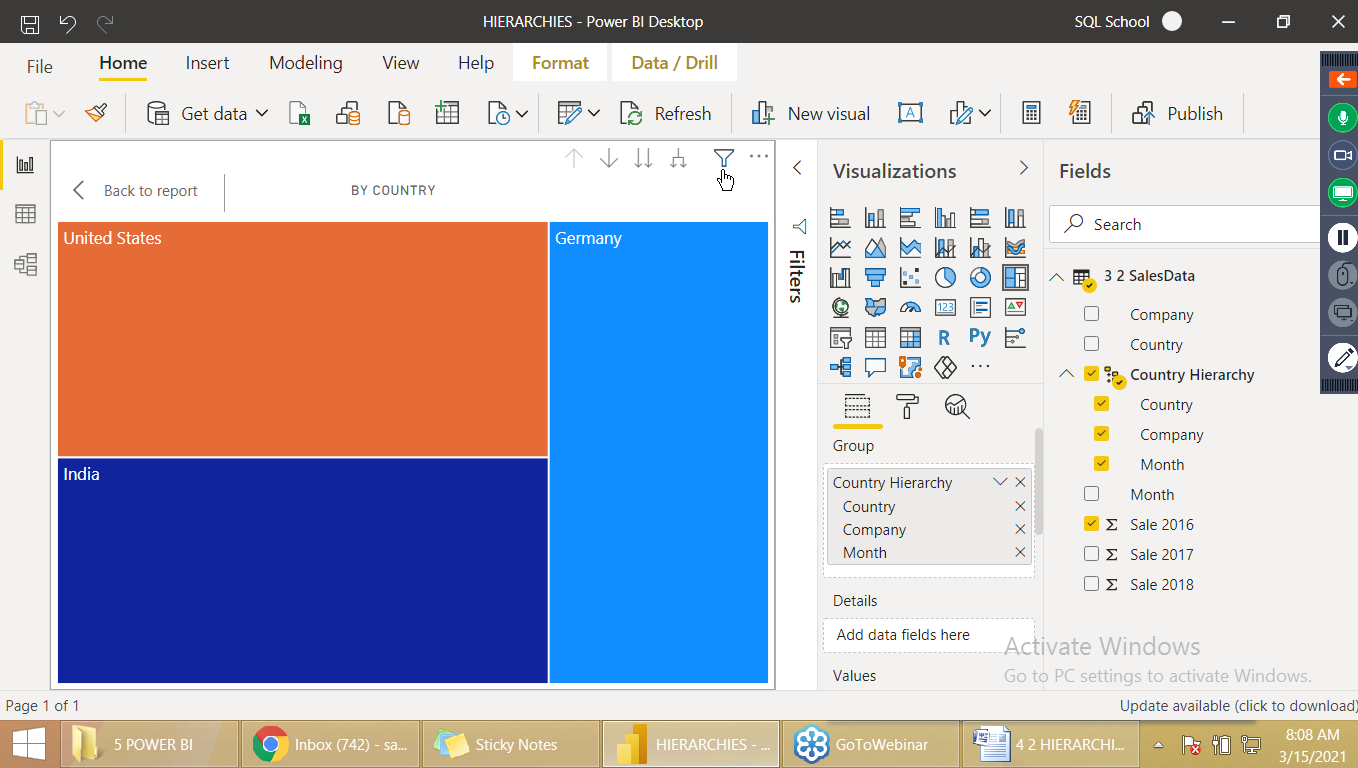 HIERARCHIES - Power BI Desktop
SQL School
File
Home
Insert
Modeling
View
Help
Format
Data / Drill
Get data
Refresh
New visual
Publish
Back to report
BY COUNTRY
United States
Germany
India
Filters
Visualizations
123
R
Py
Group
Country Hierarchy
Country
Company
Month
Details
Add data fields here
Values
Fields
Search
3 2 SalesData
Company
Country
Country Hierarchy
Country
Company
Month
Month
Σ Sale 2016
Σ Sale 2017
Σ Sale 2018
Activate Windows
Go to PC settings to activate Windows.
Page 1 of 1
Update available (click to download)
5 POWER BI
Inbox (742) - sa...
Sticky Notes
HIERARCHIES - ...
GoToWebinar
4 2 HIERARCHI...
8:08 AM
3/15/2021